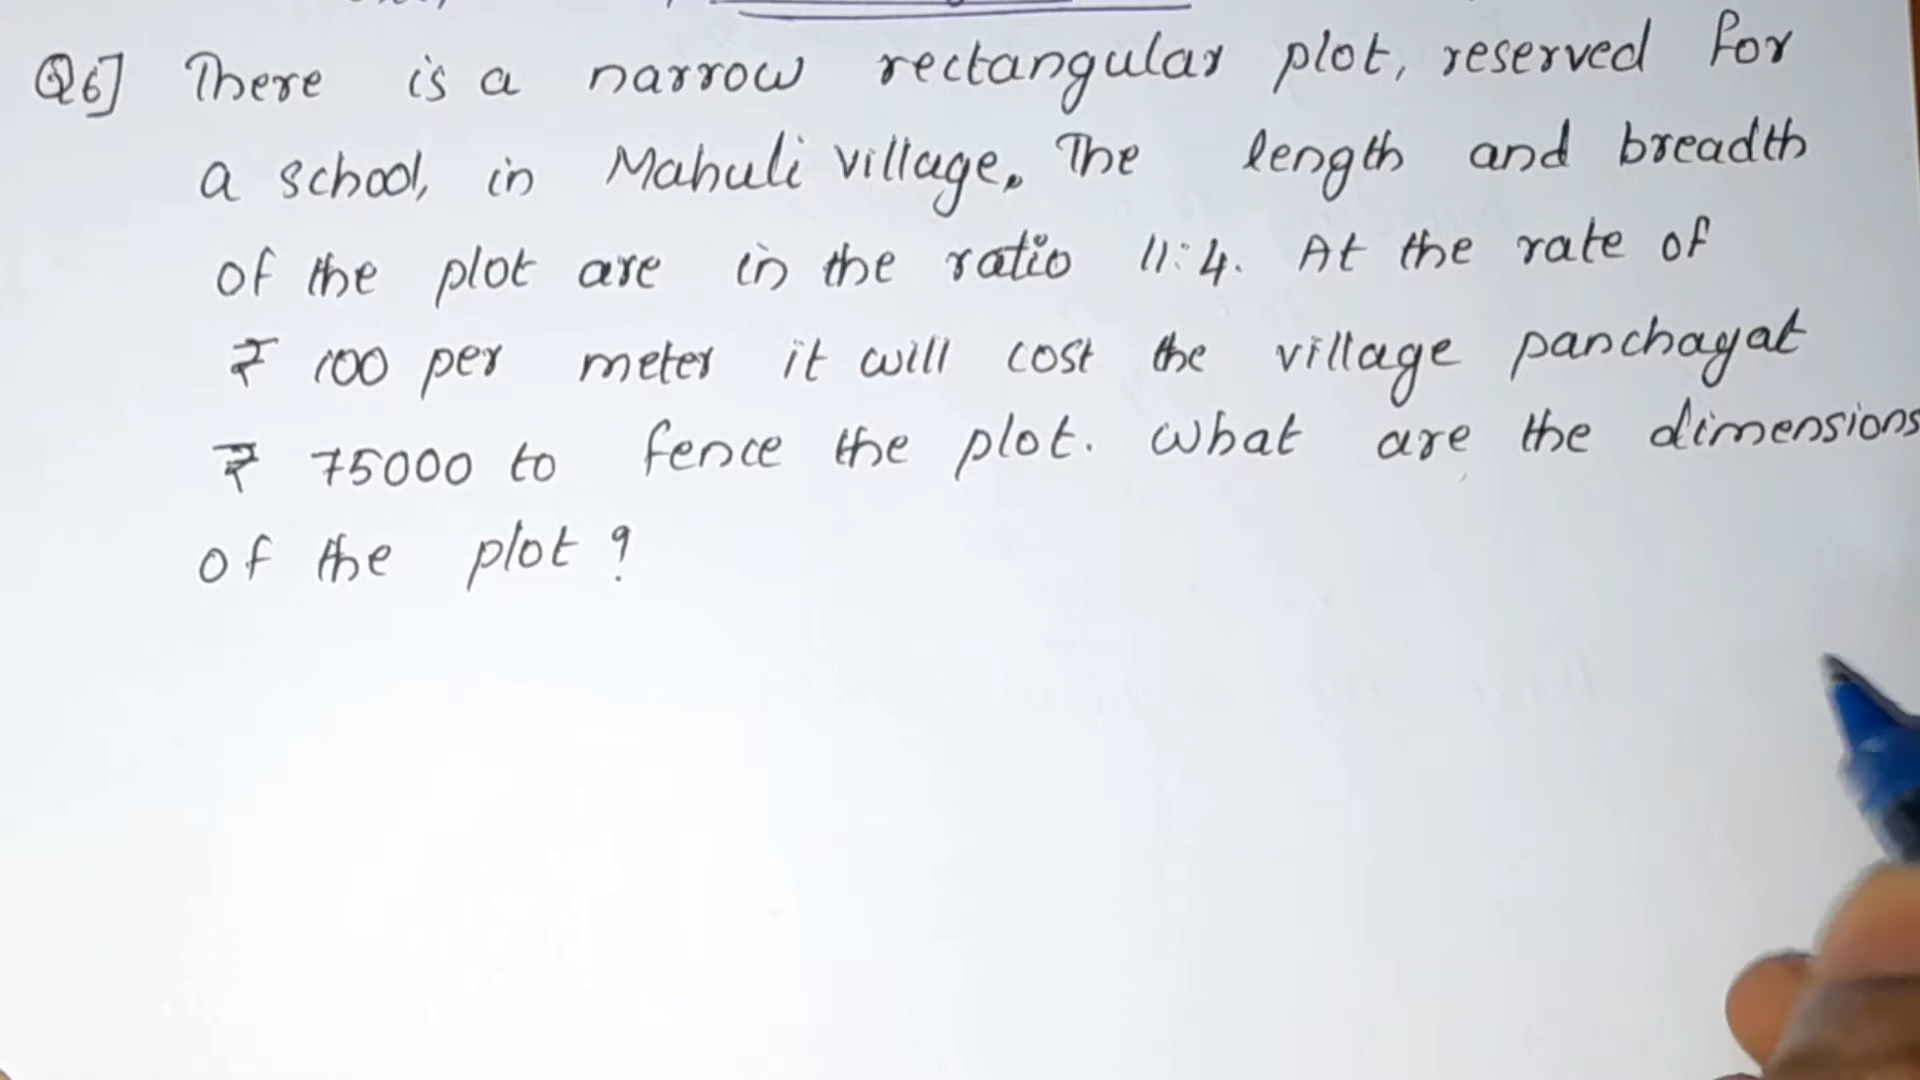 Q6] There is a narrow rectangular plot, reserved for
a school, in Mahuli village. The length and breadth
of the plot are in the ratio 11:4. At the rate of
₹ 100 per meter it will cost the village panchayat
₹ 75000 to fence the plot. What are the dimensions
of the plot?